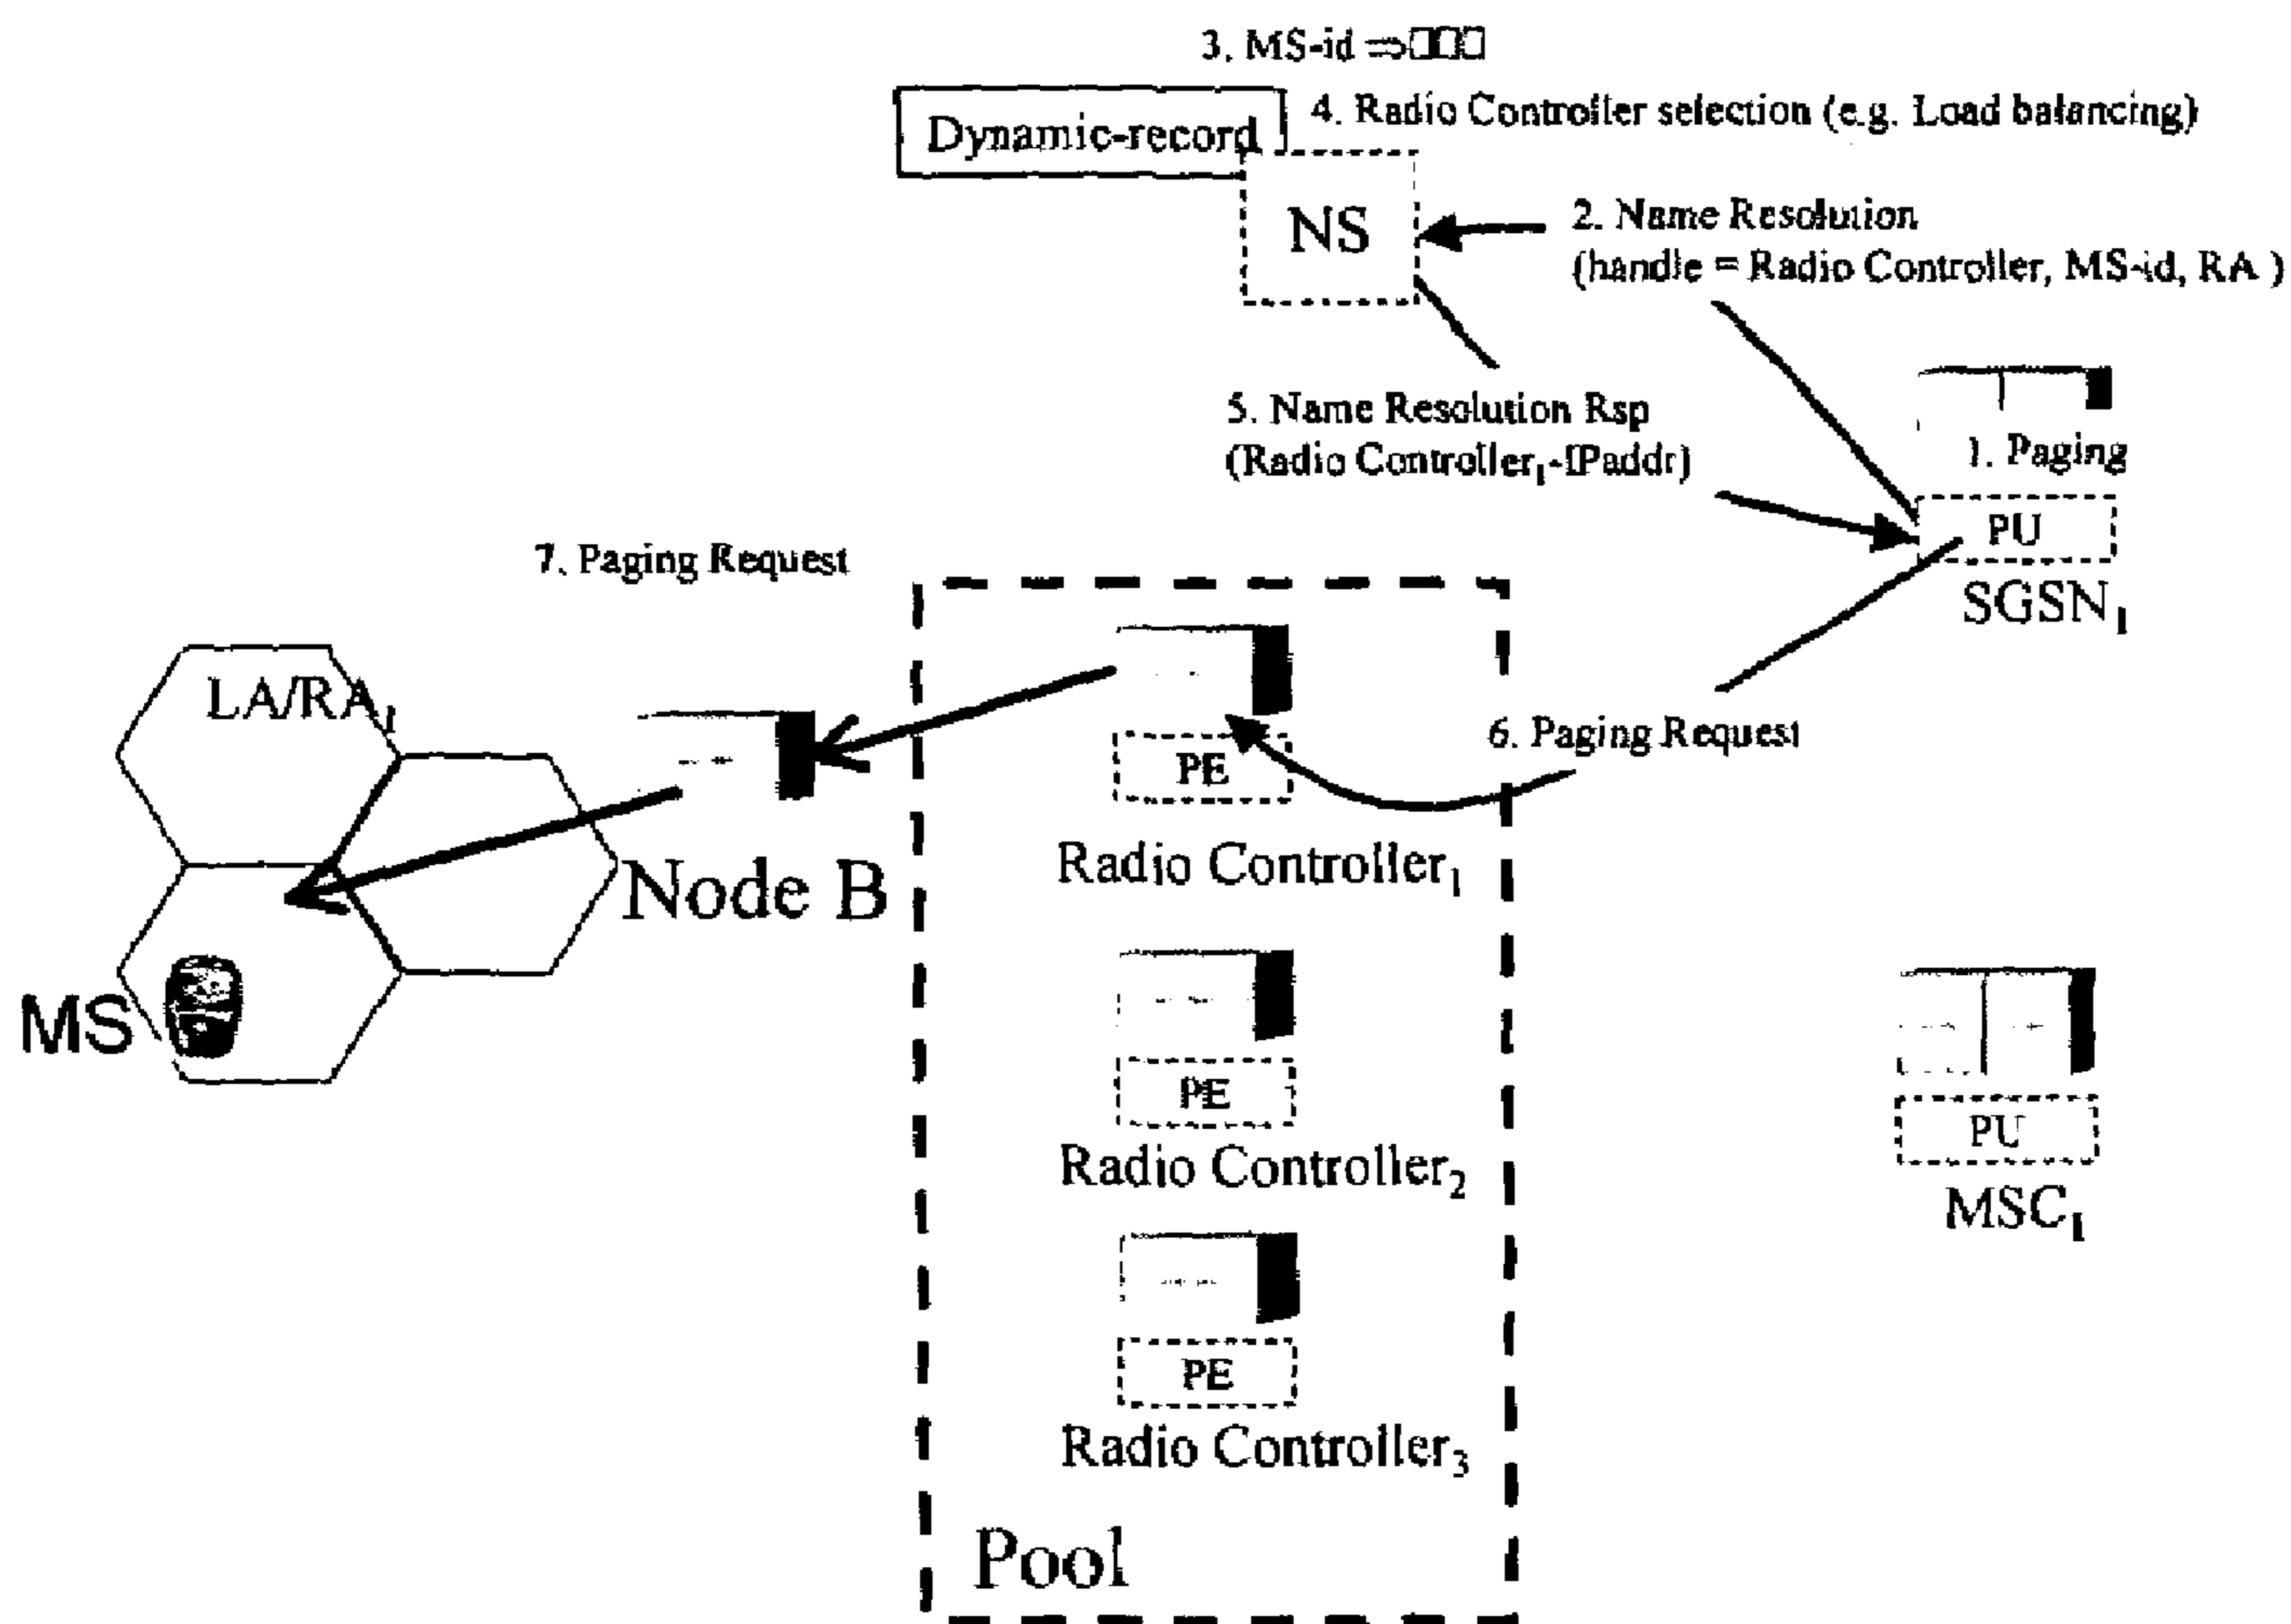 3. MS-id ⇒
4. Radio Controller selection (e.g. Load balancing)
Dynamic-record
NS
2. Name Resolution
(handle = Radio Controller, MS-id, RA )
5. Name Resolution Rsp
(Radio Controller₁-IPaddr)
1. Paging
PU
SGSN₁
7. Paging Request
LA/RA₁
6. Paging Request
PE
Radio Controller₁
Node B
MS
PE
Radio Controller₂
PU
MSC₁
PE
Radio Controller₃
Pool